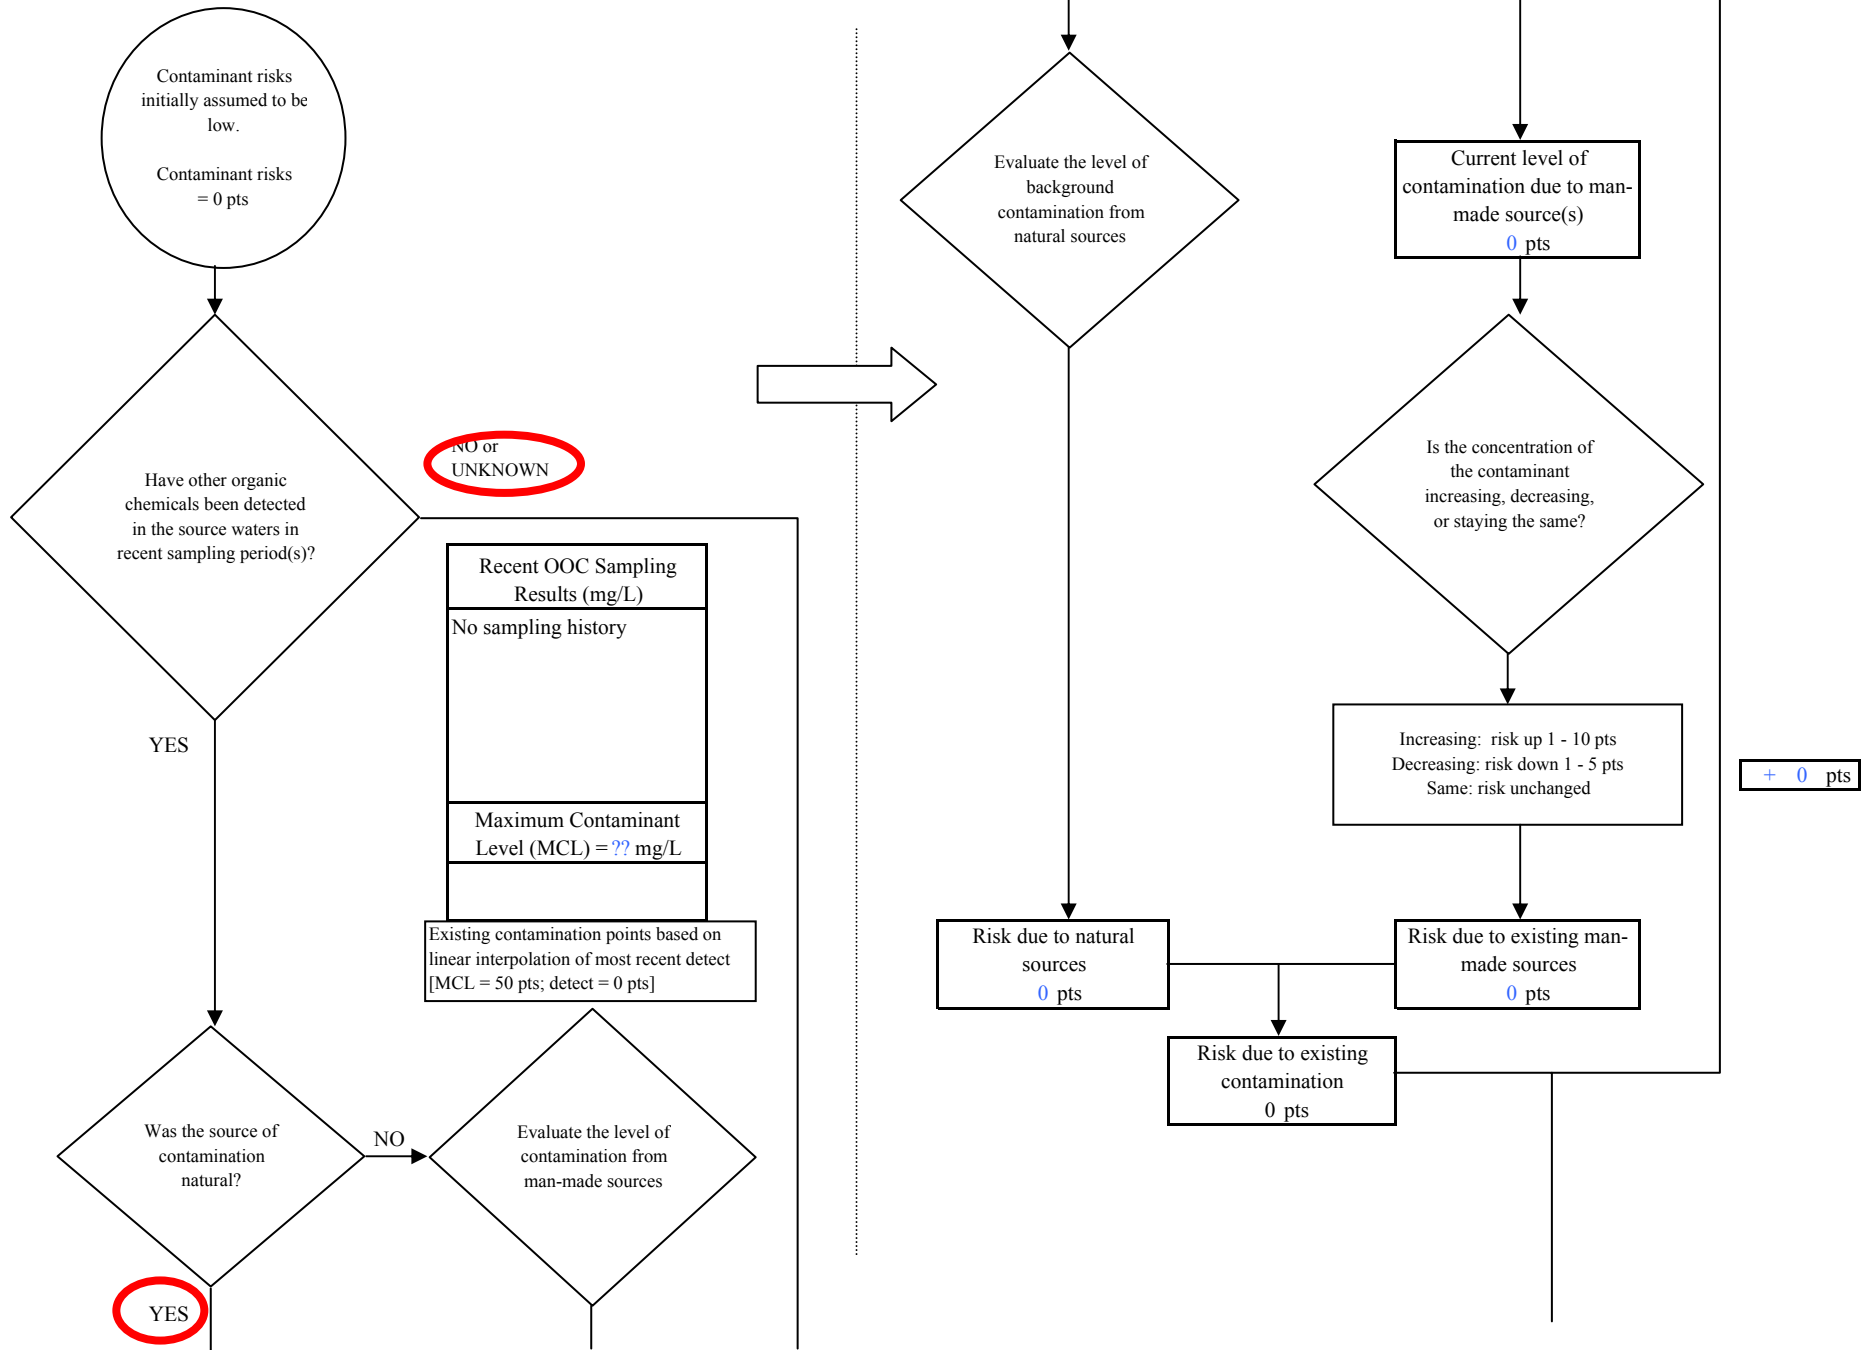 Contaminant risks
initially assumed to be
low.
Contaminant risks
= 0 pts
Have other organic
chemicals been detected
in the source waters in
recent sampling period(s)?
NO or
UNKNOWN
YES
Recent OOC Sampling
Results (mg/L)
No sampling history
Maximum Contaminant
Level (MCL) = ?? mg/L
Existing contamination points based on
linear interpolation of most recent detect
[MCL = 50 pts; detect = 0 pts]
Was the source of
contamination
natural?
NO
YES
Evaluate the level of
contamination from
man-made sources
Evaluate the level of
background
contamination from
natural sources
Current level of
contamination due to man-
made source(s)
0 pts
Is the concentration of
the contaminant
increasing, decreasing,
or staying the same?
Increasing: risk up 1 - 10 pts
Decreasing: risk down 1 - 5 pts
Same: risk unchanged
+ 0 pts
Risk due to natural
sources
0 pts
Risk due to existing man-
made sources
0 pts
Risk due to existing
contamination
0 pts